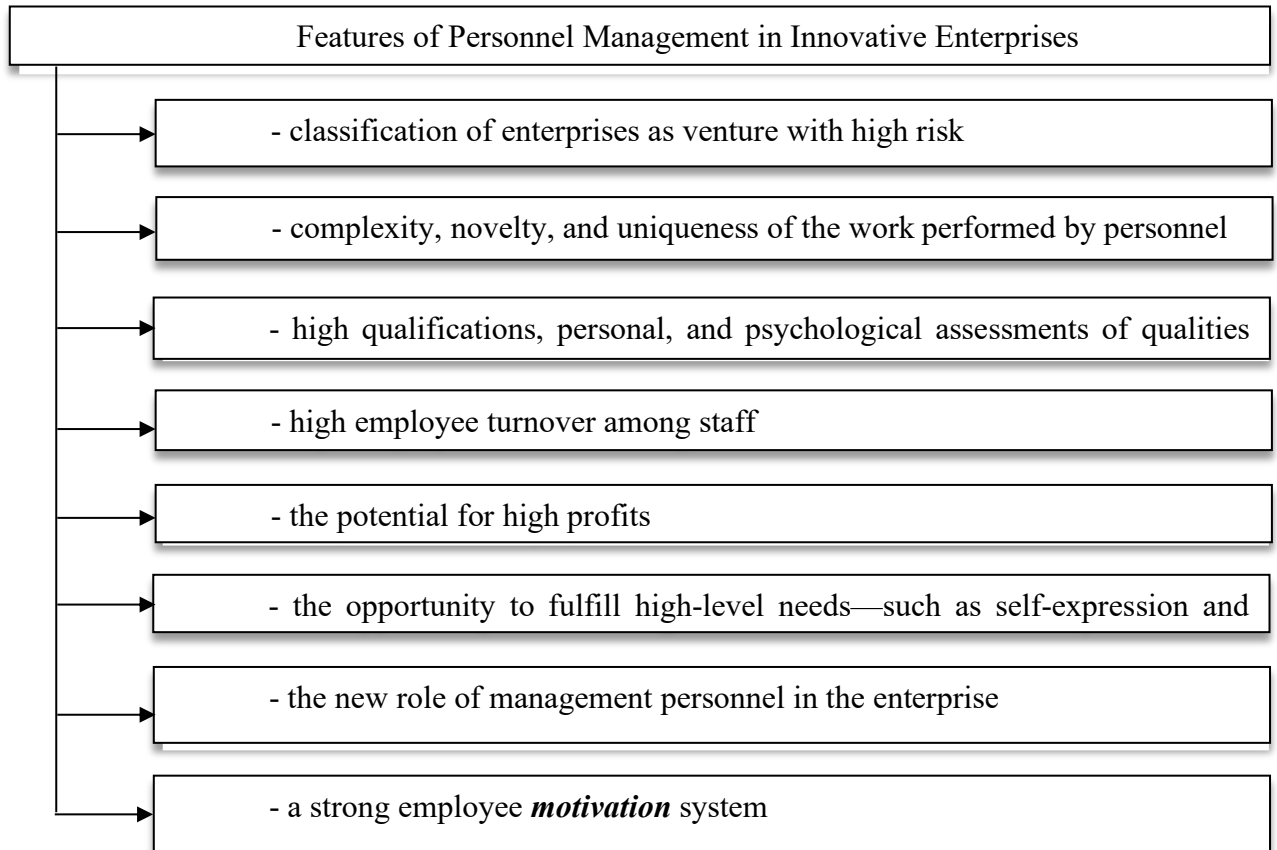 Features of Personnel Management in Innovative Enterprises
- classification of enterprises as venture with high risk
- complexity, novelty, and uniqueness of the work performed by personnel
- high qualifications, personal, and psychological assessments of qualities
- high employee turnover among staff
- the potential for high profits
- the opportunity to fulfill high-level needs—such as self-expression and
- the new role of management personnel in the enterprise
- a strong employee motivation system